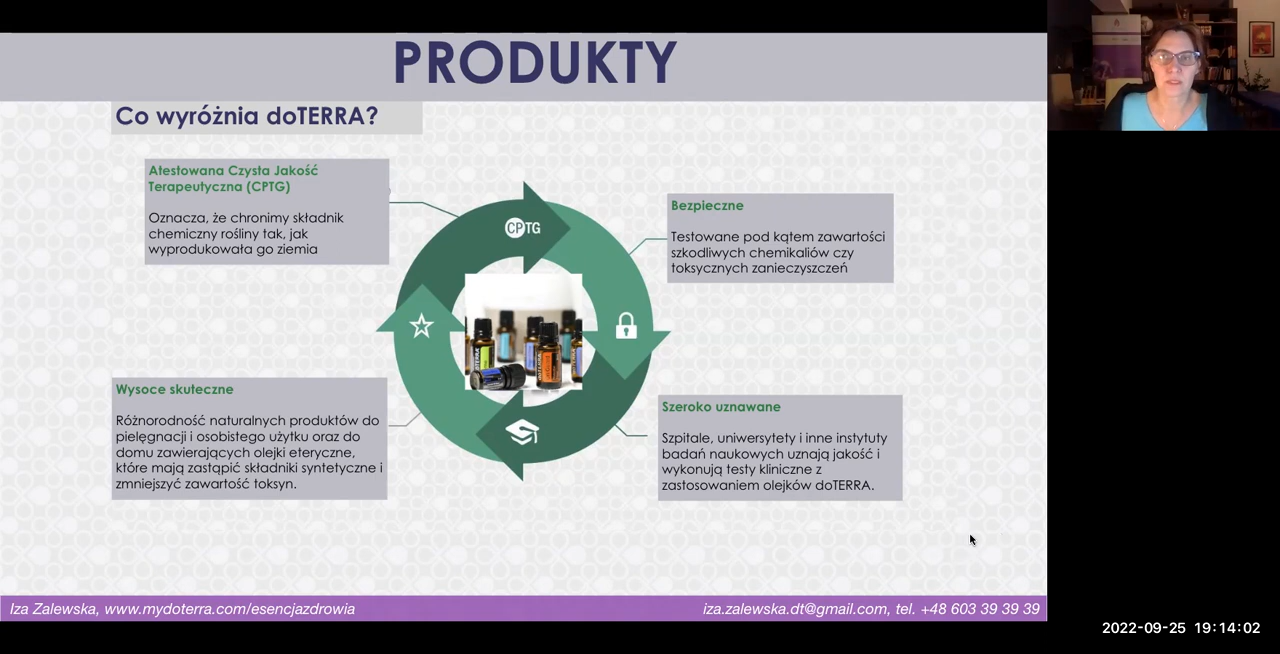 PRODUKTY
Co wyróżnia doTERRA?
Atestowana Czysta Jakość
Terapeutyczna (CPTG)
Oznacza, że chronimy składnik
chemiczny rośliny tak, jak
wyprodukowała go ziemia
CPTG
Bezpieczne
Testowane pod kątem zawartości
szkodliwych chemikaliów czy
toksycznych zanieczyszczeń
Wysoce skuteczne
Różnorodność naturalnych produktów do
pielęgnacji i osobistego użytku oraz do
domu zawierających olejki eteryczne,
które mają zastąpić składniki syntetyczne i
zmniejszyć zawartość toksyn.
Szeroko uznawane
Szpitale, uniwersytety i inne instytuty
badań naukowych uznają jakość i
wykonują testy kliniczne z
zastosowaniem olejków doTERRA.
Iza Zalewska, www.mydoterra.com/esencjazdrowia
iza.zalewska.dt@gmail.com, tel. +48 603 39 39 39
2022-09-25 19:14:02